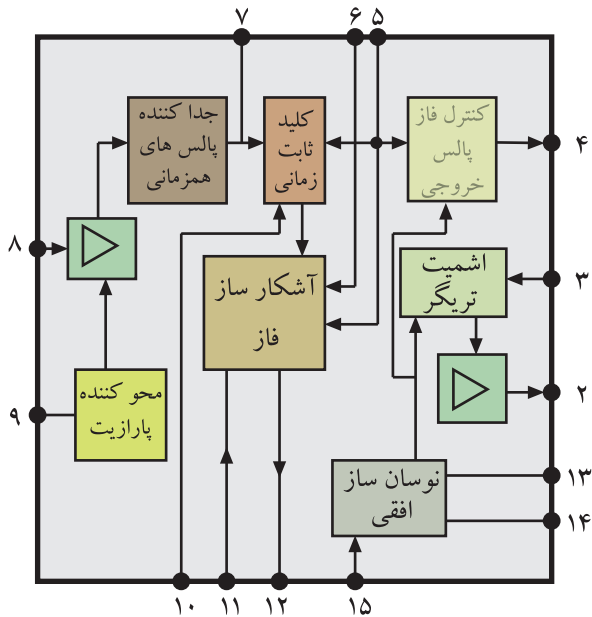 ۷
۶
۵
جدا کننده
پالس های
همزمانی
کلید
ثابت
زمانی
کنترل فاز
پالس
خروجی
۴
۸
آشکار ساز
فاز
اشمیت
تریگر
۳
۲
محو کننده
پارازیت
۹
نوسان ساز
افقی
۱۳
۱۴
۱۰
۱۱
۱۲
۱۵